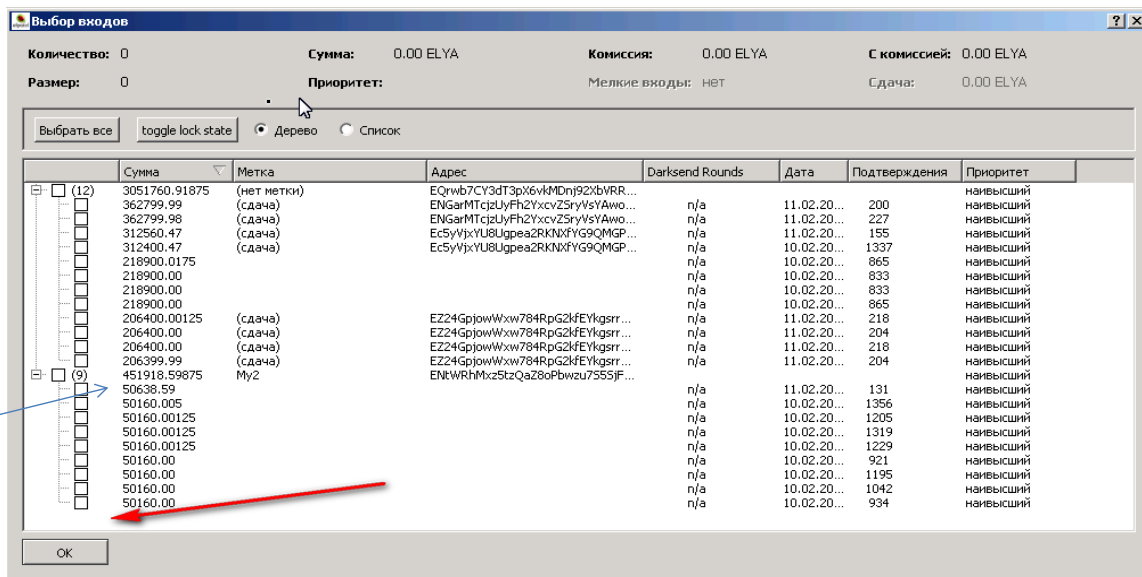 Выбор входов
Количество: 0 Сумма: 0.00 ELYA Комиссия: 0.00 ELYA С комиссией: 0.00 ELYA
Размер: 0 Приоритет: Мелкие входы: нет Сдача: 0.00 ELYA
Выбрать все toggle lock state Дерево Список
Сумма Метка Адрес Darksend Rounds Дата Подтверждения Приоритет
(12) 3051760.91875 (нет метки) EQrwb7CY3dT3pX6vkMDnj92XbVRR... наивысший
362799.99 (сдача) ENGarMTcjzUyFh2YxcvZSryVsYAwo... n/a 11.02.20... 200 наивысший
362799.98 (сдача) ENGarMTcjzUyFh2YxcvZSryVsYAwo... n/a 11.02.20... 227 наивысший
312560.47 (сдача) Ec5yVjxYU8Ugpea2RKNXfYG9QMGP... n/a 11.02.20... 155 наивысший
312400.47 (сдача) Ec5yVjxYU8Ugpea2RKNXfYG9QMGP... n/a 10.02.20... 1337 наивысший
218900.0175 n/a 10.02.20... 865 наивысший
218900.00 n/a 10.02.20... 833 наивысший
218900.00 n/a 10.02.20... 833 наивысший
218900.00 n/a 10.02.20... 865 наивысший
206400.00125 (сдача) EZ24GpjowWxw784RpG2kfEYkgsrr... n/a 11.02.20... 218 наивысший
206400.00 (сдача) EZ24GpjowWxw784RpG2kfEYkgsrr... n/a 11.02.20... 204 наивысший
206400.00 (сдача) EZ24GpjowWxw784RpG2kfEYkgsrr... n/a 11.02.20... 218 наивысший
206399.99 (сдача) EZ24GpjowWxw784RpG2kfEYkgsrr... n/a 11.02.20... 204 наивысший
(9) 451918.59875 My2 ENtWRhMxz5tzQaZ8oPbwzu7S5SjF... наивысший
50638.59 n/a 11.02.20... 131 наивысший
50160.005 n/a 10.02.20... 1356 наивысший
50160.00125 n/a 10.02.20... 1205 наивысший
50160.00125 n/a 10.02.20... 1319 наивысший
50160.00125 n/a 10.02.20... 1229 наивысший
50160.00 n/a 10.02.20... 921 наивысший
50160.00 n/a 10.02.20... 1195 наивысший
50160.00 n/a 10.02.20... 1042 наивысший
50160.00 n/a 10.02.20... 934 наивысший
OK